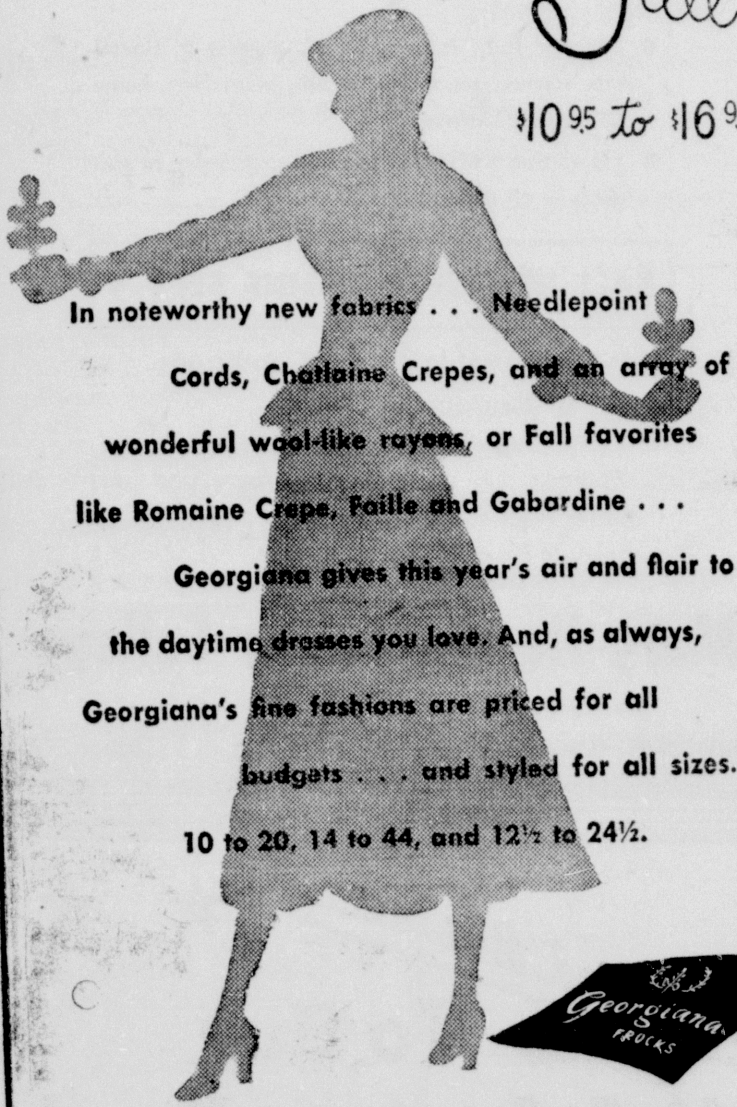 $10.95 to $16.9
In noteworthy new fabrics . . . Needlepoint
Cords, Chatlaine Crepes, and an array of
wonderful wool-like rayons, or Fall favorites
like Romaine Crepe, Faille and Gabardine . . .
Georgiana gives this year's air and flair to
the daytime dresses you love. And, as always,
Georgiana's fine fashions are priced for all
budgets . . . and styled for all sizes.
10 to 20, 14 to 44, and 12½ to 24½.
Georgiana
FROCKS